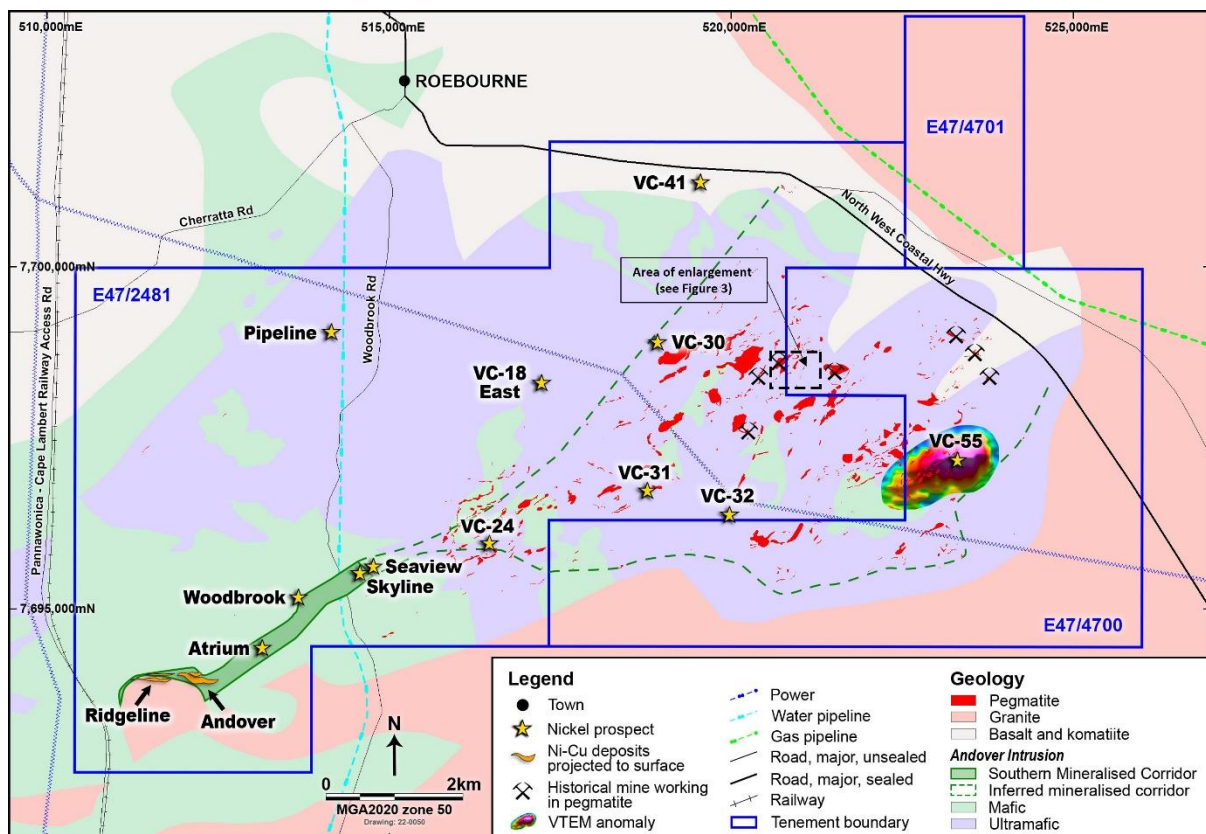 510,000mE
515,000mE
520,000mE
525,000mE
ROEBOURNE
E47/4701
VC-41
Cherratta Rd
North West Coastal Hwy
7,700,000mN
E47/2481
Area of enlargement
(see Figure 3)
Pannawonica - Cape Lambert Railway Access Rd
Woodbrook Rd
Pipeline
VC-30
VC-18
East
VC-55
VC-31
VC-32
VC-24
Seaview
Skyline
Woodbrook
7,695,000mN
Atrium
E47/4700
Ridgeline
Andover
N
0
2km
MGA2020 zone 50
Drawing: 22-0050
Legend
Town
Nickel prospect
Ni-Cu deposits
projected to surface
Historical mine working
in pegmatite
VTEM anomaly
Power
Water pipeline
Gas pipeline
Road, major, unsealed
Road, major, sealed
Railway
Tenement boundary
Geology
Pegmatite
Granite
Basalt and komatiite
Andover Intrusion
Southern Mineralised Corridor
Inferred mineralised corridor
Mafic
Ultramafic